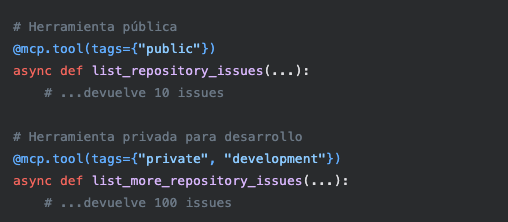 # Herramienta pública
@mcp.tool(tags={"public"})
async def list_repository_issues(...):
    # ...devuelve 10 issues

# Herramienta privada para desarrollo
@mcp.tool(tags={"private", "development"})
async def list_more_repository_issues(...):
    # ...devuelve 100 issues